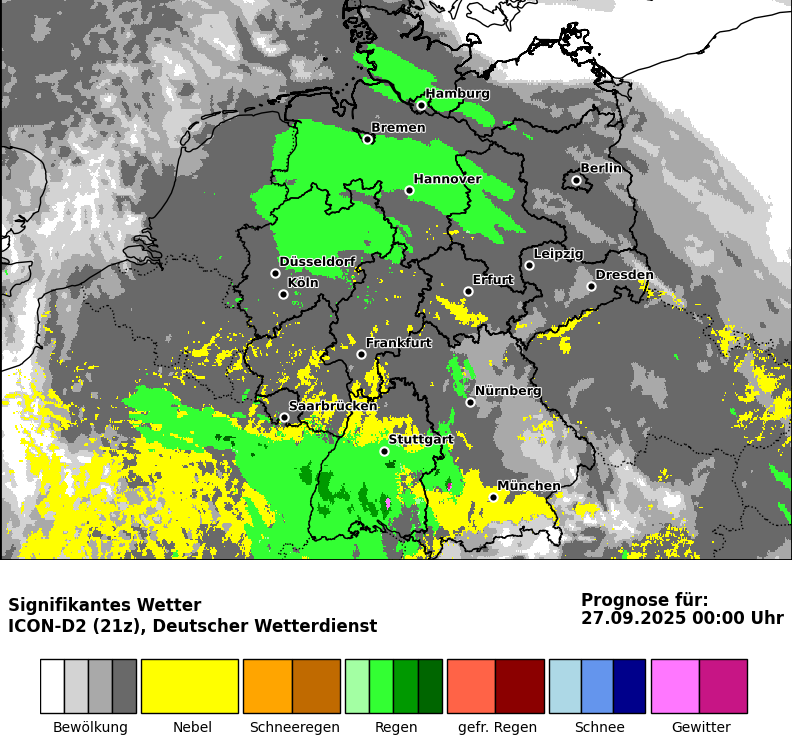 Hamburg
Bremen
Berlin
Hannover
Leipzig
Düsseldorf
Dresden
Köln
Erfurt
Frankfurt
Nürnberg
Saarbrücken
Stuttgart
München
Signifikantes Wetter
ICON-D2 (21z), Deutscher Wetterdienst
Prognose für:
27.09.2025 00:00 Uhr
Bewölkung
Nebel
Schneeregen
Regen
gefr. Regen
Schnee
Gewitter